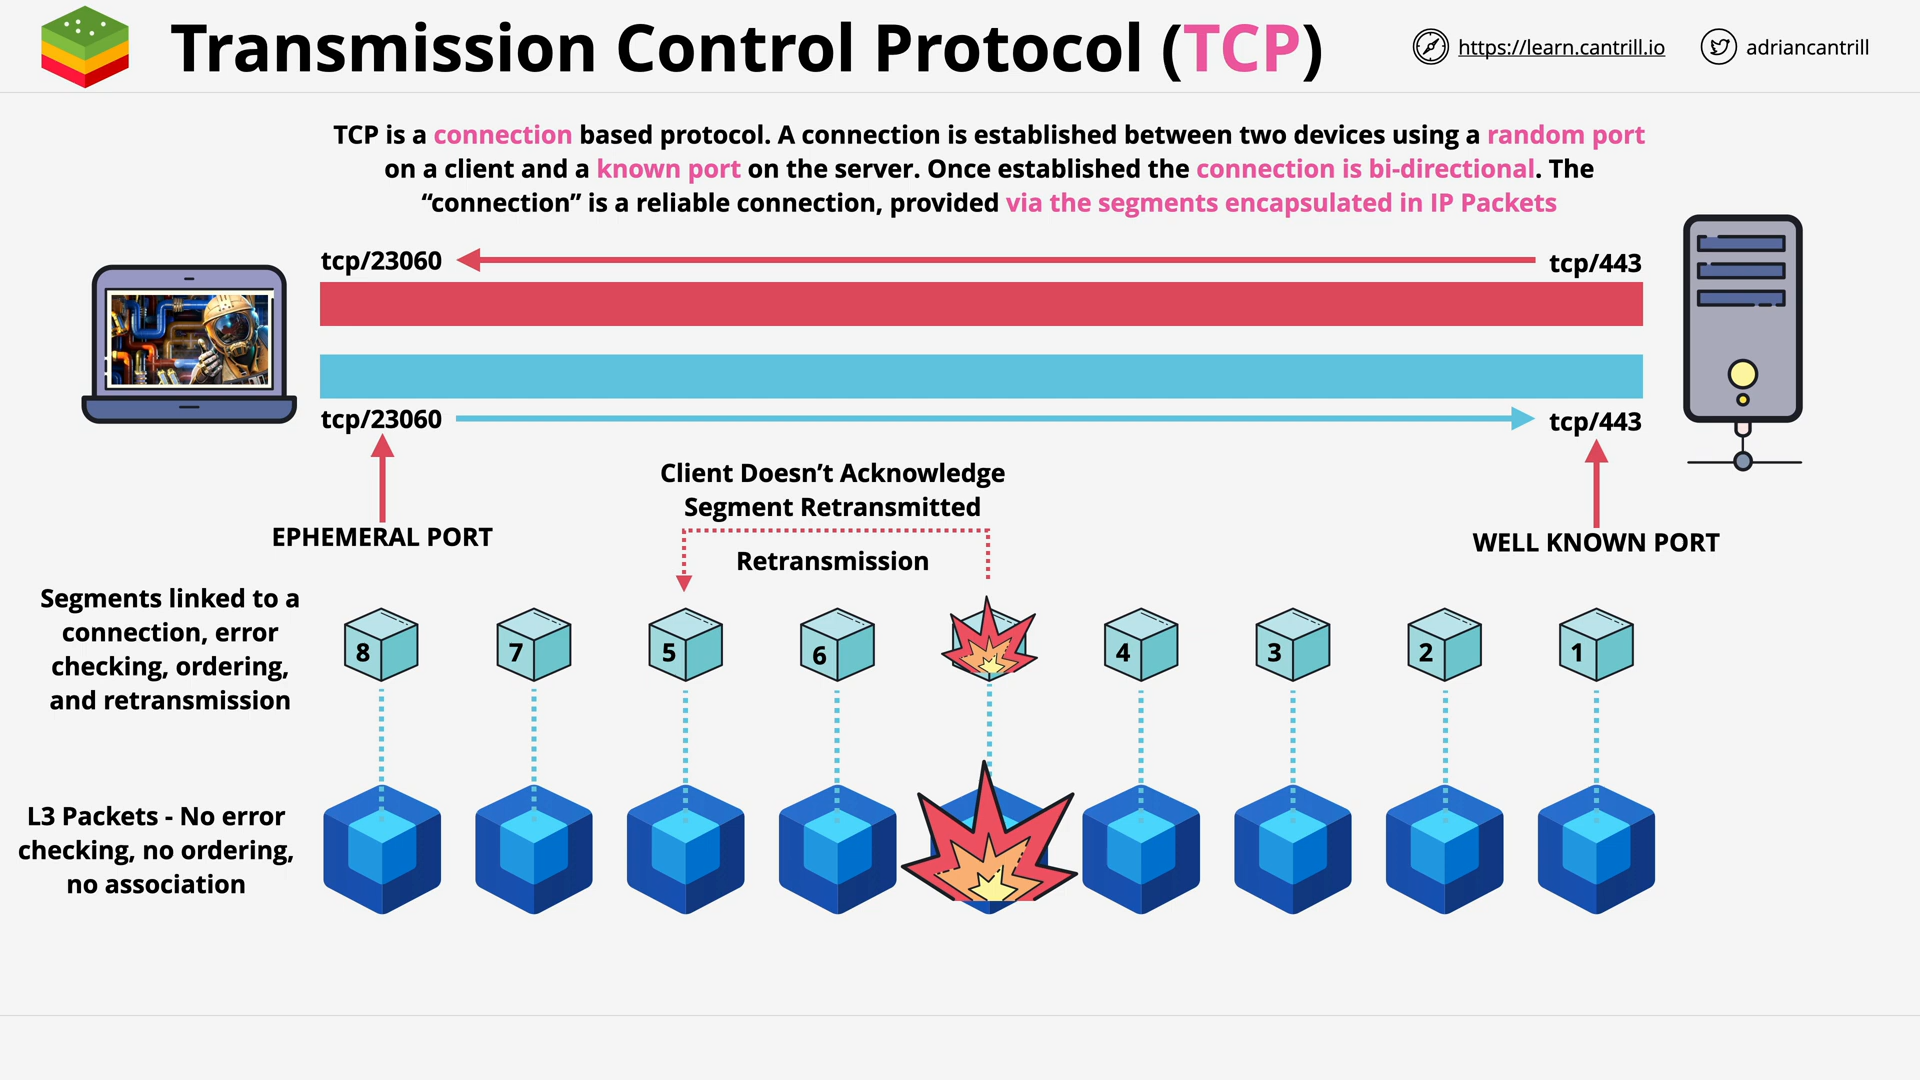 Transmission Control Protocol (TCP)
https://learn.cantrill.io
adriancantrill
TCP is a connection based protocol. A connection is established between two devices using a random port
on a client and a known port on the server. Once established the connection is bi-directional. The
“connection” is a reliable connection, provided via the segments encapsulated in IP Packets
tcp/23060
tcp/443
tcp/23060
tcp/443
EPHEMERAL PORT
WELL KNOWN PORT
Client Doesn’t Acknowledge
Segment Retransmitted
Retransmission
Segments linked to a
connection, error
checking, ordering,
and retransmission
8 7 5 6 4 3 2 1
L3 Packets - No error
checking, no ordering,
no association